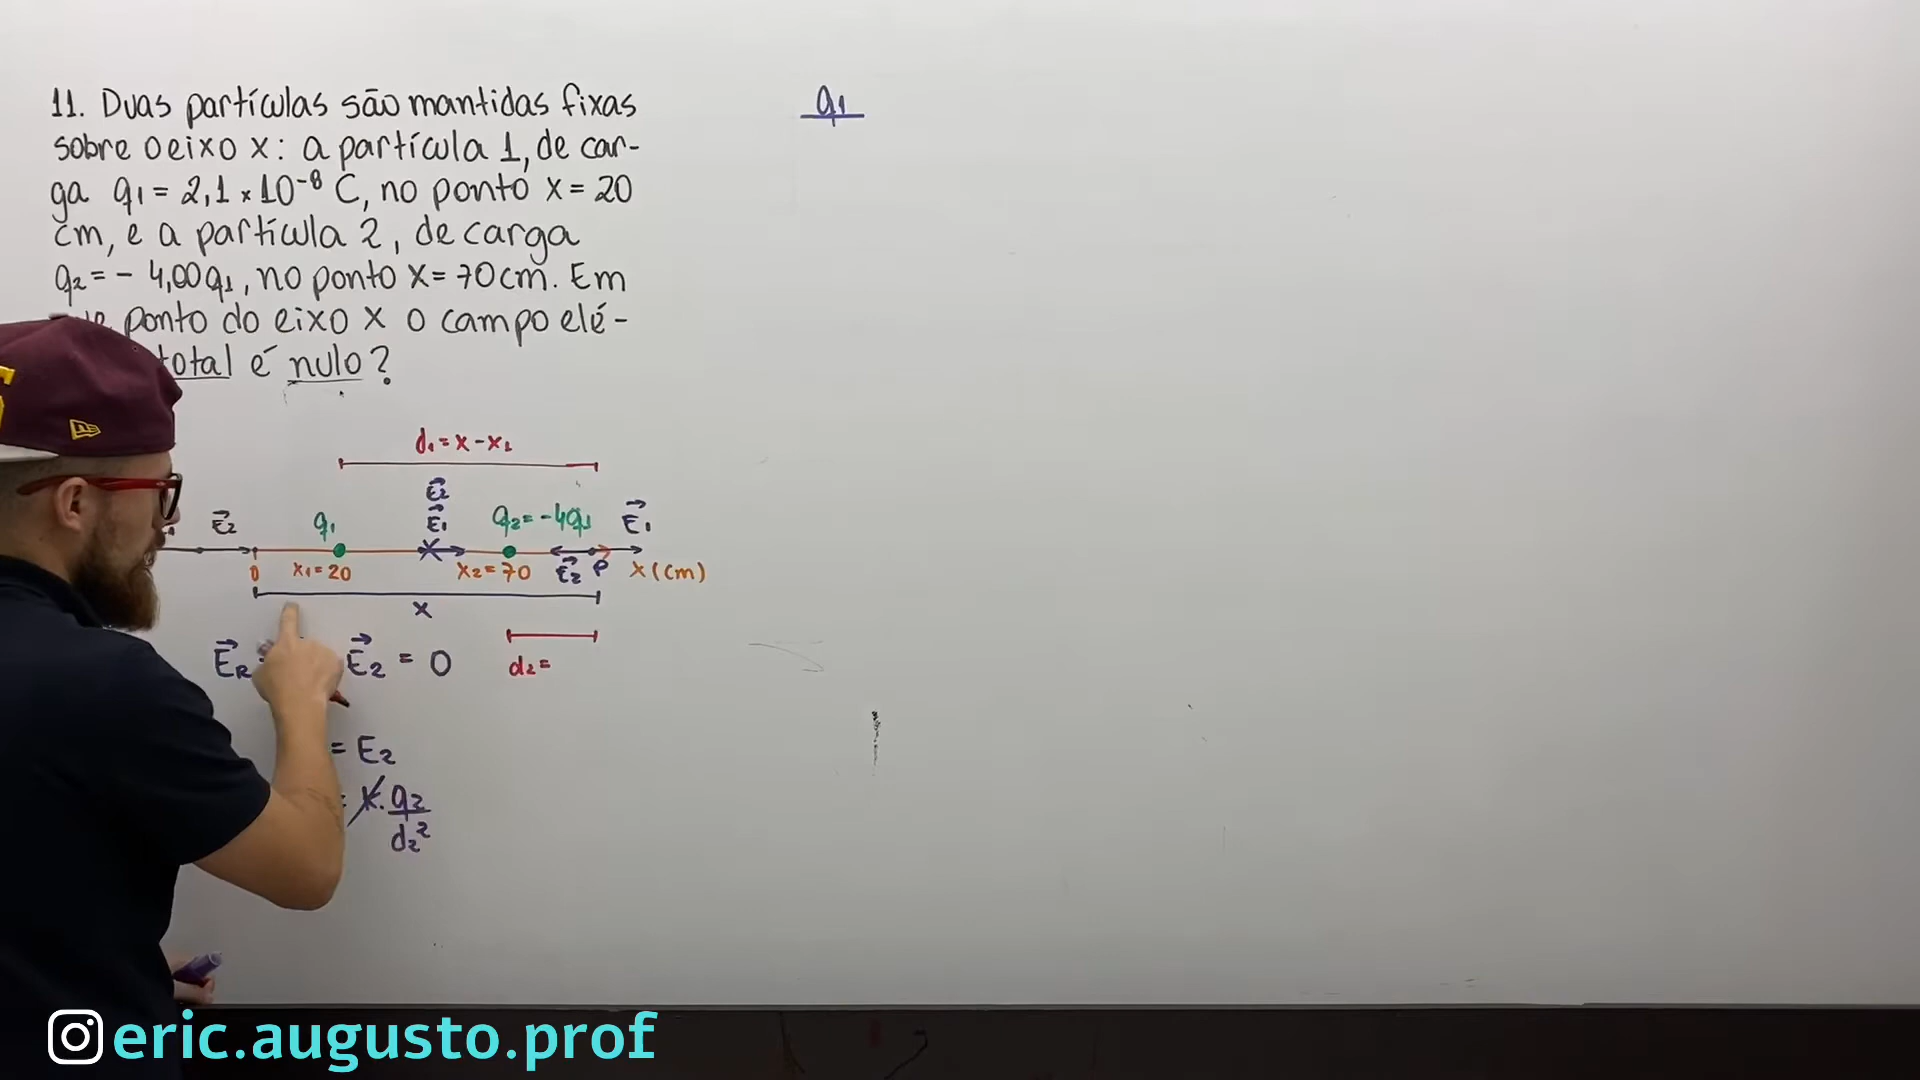 11. Duas partículas são mantidas fixas
sobre o eixo x: a partícula 1, de car-
ga q1 = 2,1 × 10⁻⁸ C, no ponto x = 20
cm, e a partícula 2, de carga
q2 = - 4,00q1, no ponto x = 70 cm. Em
ponto do eixo x o campo elé-
total é nulo?
q1
d1 = x - x1
E2
E1
E2
q1
q2 = -4q1
E1
0
x1 = 20
x2 = 70
E2
P
x (cm)
x
ER
E2 = 0
d2 =
= E2
= k. q2
d2²
eric.augusto.prof